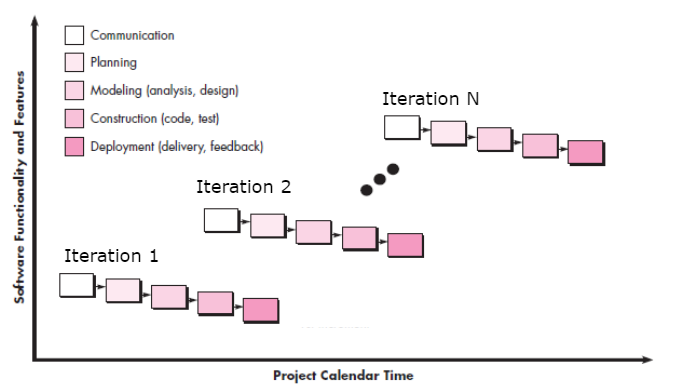 Communication
Planning
Modeling (analysis, design)
Construction (code, test)
Deployment (delivery, feedback)
Iteration N
Iteration 2
Iteration 1
Software Functionality and Features
Project Calendar Time